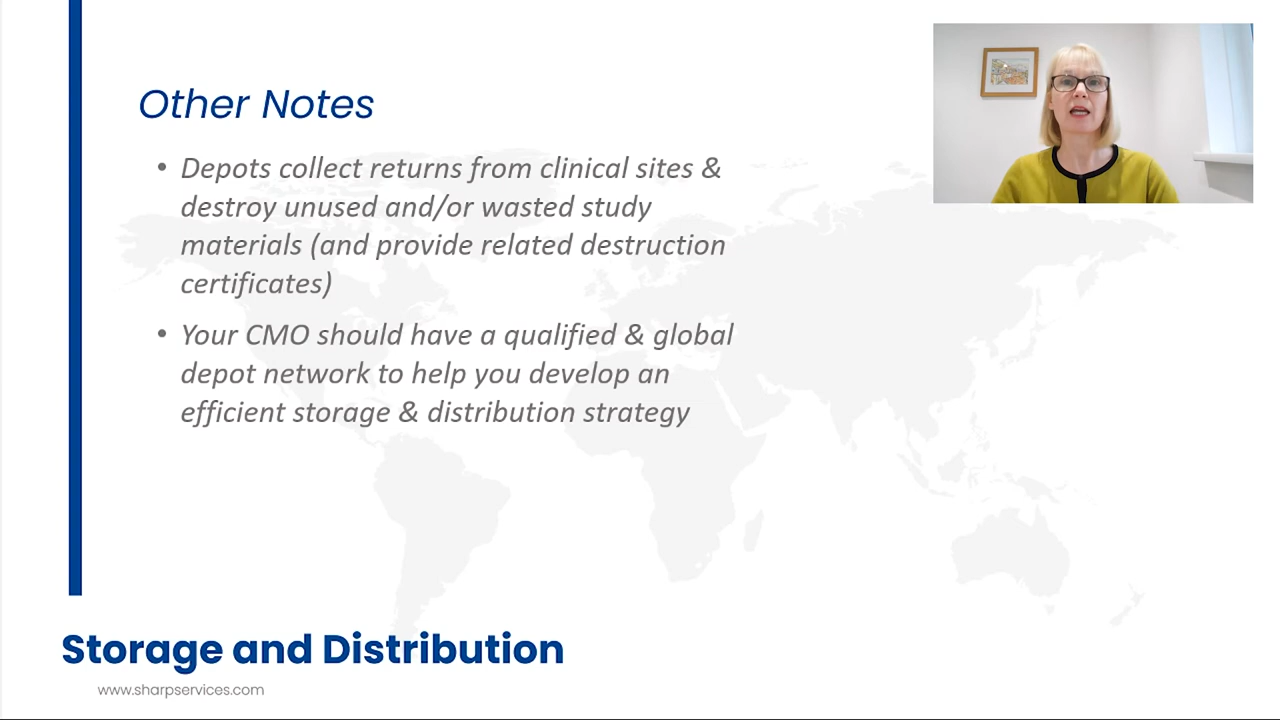 Other Notes
• Depots collect returns from clinical sites &
destroy unused and/or wasted study
materials (and provide related destruction
certificates)
• Your CMO should have a qualified & global
depot network to help you develop an
efficient storage & distribution strategy
Storage and Distribution
www.sharpservices.com